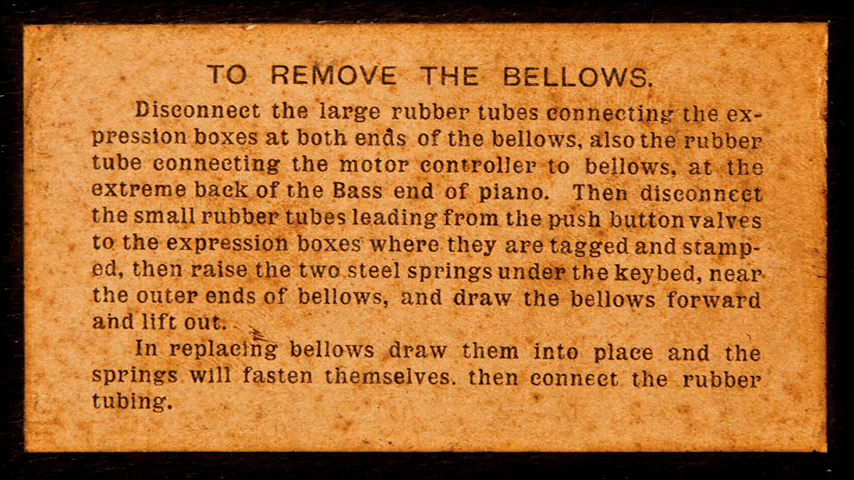 TO REMOVE THE BELLOWS.
Disconnect the large rubber tubes connecting the ex-
pression boxes at both ends of the bellows, also the rubber
tube connecting the motor controller to bellows, at the
extreme back of the Bass end of piano. Then disconnect
the small rubber tubes leading from the push button valves
to the expression boxes where they are tagged and stamp-
ed, then raise the two steel springs under the keybed, near
the outer ends of bellows, and draw the bellows forward
and lift out.
In replacing bellows draw them into place and the
springs will fasten themselves. then connect the rubber
tubing.